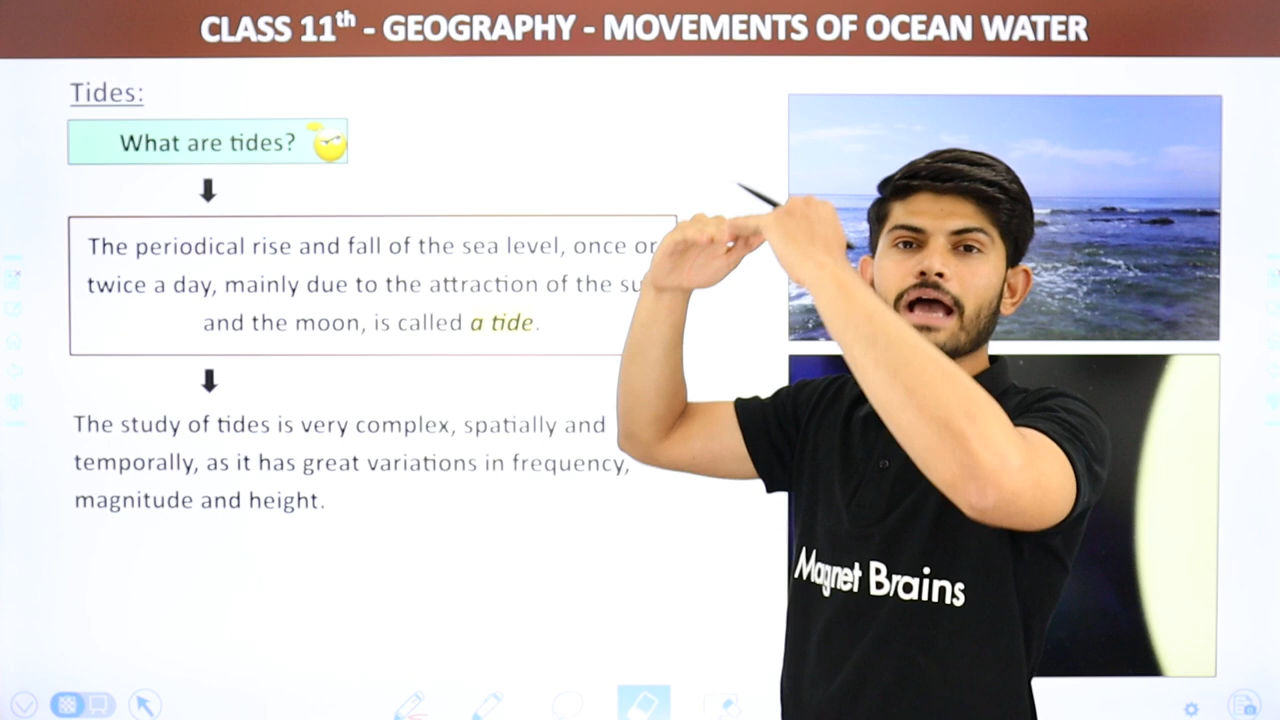 CLASS 11th - GEOGRAPHY - MOVEMENTS OF OCEAN WATER
Tides:
What are tides?
The periodical rise and fall of the sea level, once or
twice a day, mainly due to the attraction of the
and the moon, is called a tide.
The study of tides is very complex, spatially and
temporally, as it has great variations in frequency,
magnitude and height.
Magnet Brains